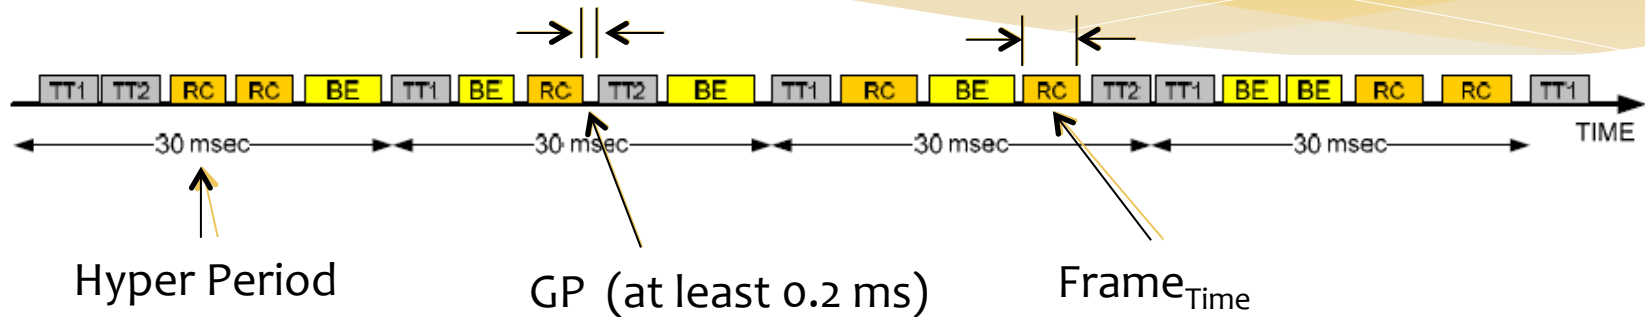 TT1 TT2 RC RC BE TT1 BE RC TT2 BE TT1 RC BE RC TT2 TT1 BE BE RC RC TT1
TIME
30 msec 30 msec 30 msec 30 msec
Hyper Period GP (at least 0.2 ms) Frame Time